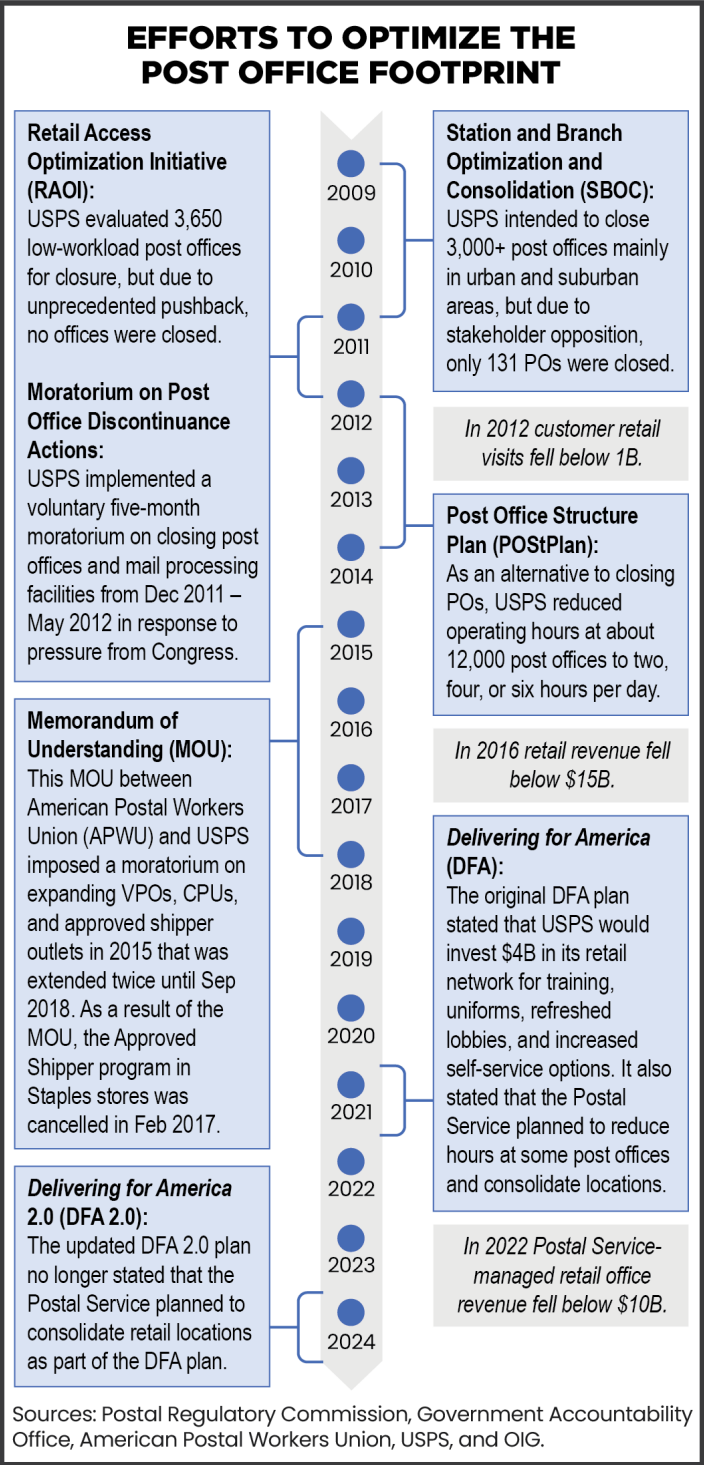 EFFORTS TO OPTIMIZE THE
POST OFFICE FOOTPRINT
Retail Access
Optimization Initiative
(RAOI):
USPS evaluated 3,650
low-workload post offices
for closure, but due to
unprecedented pushback,
no offices were closed.
Moratorium on Post
Office Discontinuance
Actions:
USPS implemented a
voluntary five-month
moratorium on closing post
offices and mail processing
facilities from Dec 2011 –
May 2012 in response to
pressure from Congress.
Memorandum of
Understanding (MOU):
This MOU between
American Postal Workers
Union (APWU) and USPS
imposed a moratorium on
expanding VPOs, CPUs,
and approved shipper
outlets in 2015 that was
extended twice until Sep
2018. As a result of the
MOU, the Approved
Shipper program in
Staples stores was
cancelled in Feb 2017.
Delivering for America
2.0 (DFA 2.0):
The updated DFA 2.0 plan
no longer stated that the
Postal Service planned to
consolidate retail locations
as part of the DFA plan.
2009
2010
2011
2012
2013
2014
2015
2016
2017
2018
2019
2020
2021
2022
2023
2024
Station and Branch
Optimization and
Consolidation (SBOC):
USPS intended to close
3,000+ post offices mainly
in urban and suburban
areas, but due to
stakeholder opposition,
only 131 POs were closed.
In 2012 customer retail
visits fell below 1B.
Post Office Structure
Plan (POStPlan):
As an alternative to closing
POs, USPS reduced
operating hours at about
12,000 post offices to two,
four, or six hours per day.
In 2016 retail revenue fell
below $15B.
Delivering for America
(DFA):
The original DFA plan
stated that USPS would
invest $4B in its retail
network for training,
uniforms, refreshed
lobbies, and increased
self-service options. It also
stated that the Postal
Service planned to reduce
hours at some post offices
and consolidate locations.
In 2022 Postal Service-
managed retail office
revenue fell below $10B.
Sources: Postal Regulatory Commission, Government Accountability
Office, American Postal Workers Union, USPS, and OIG.